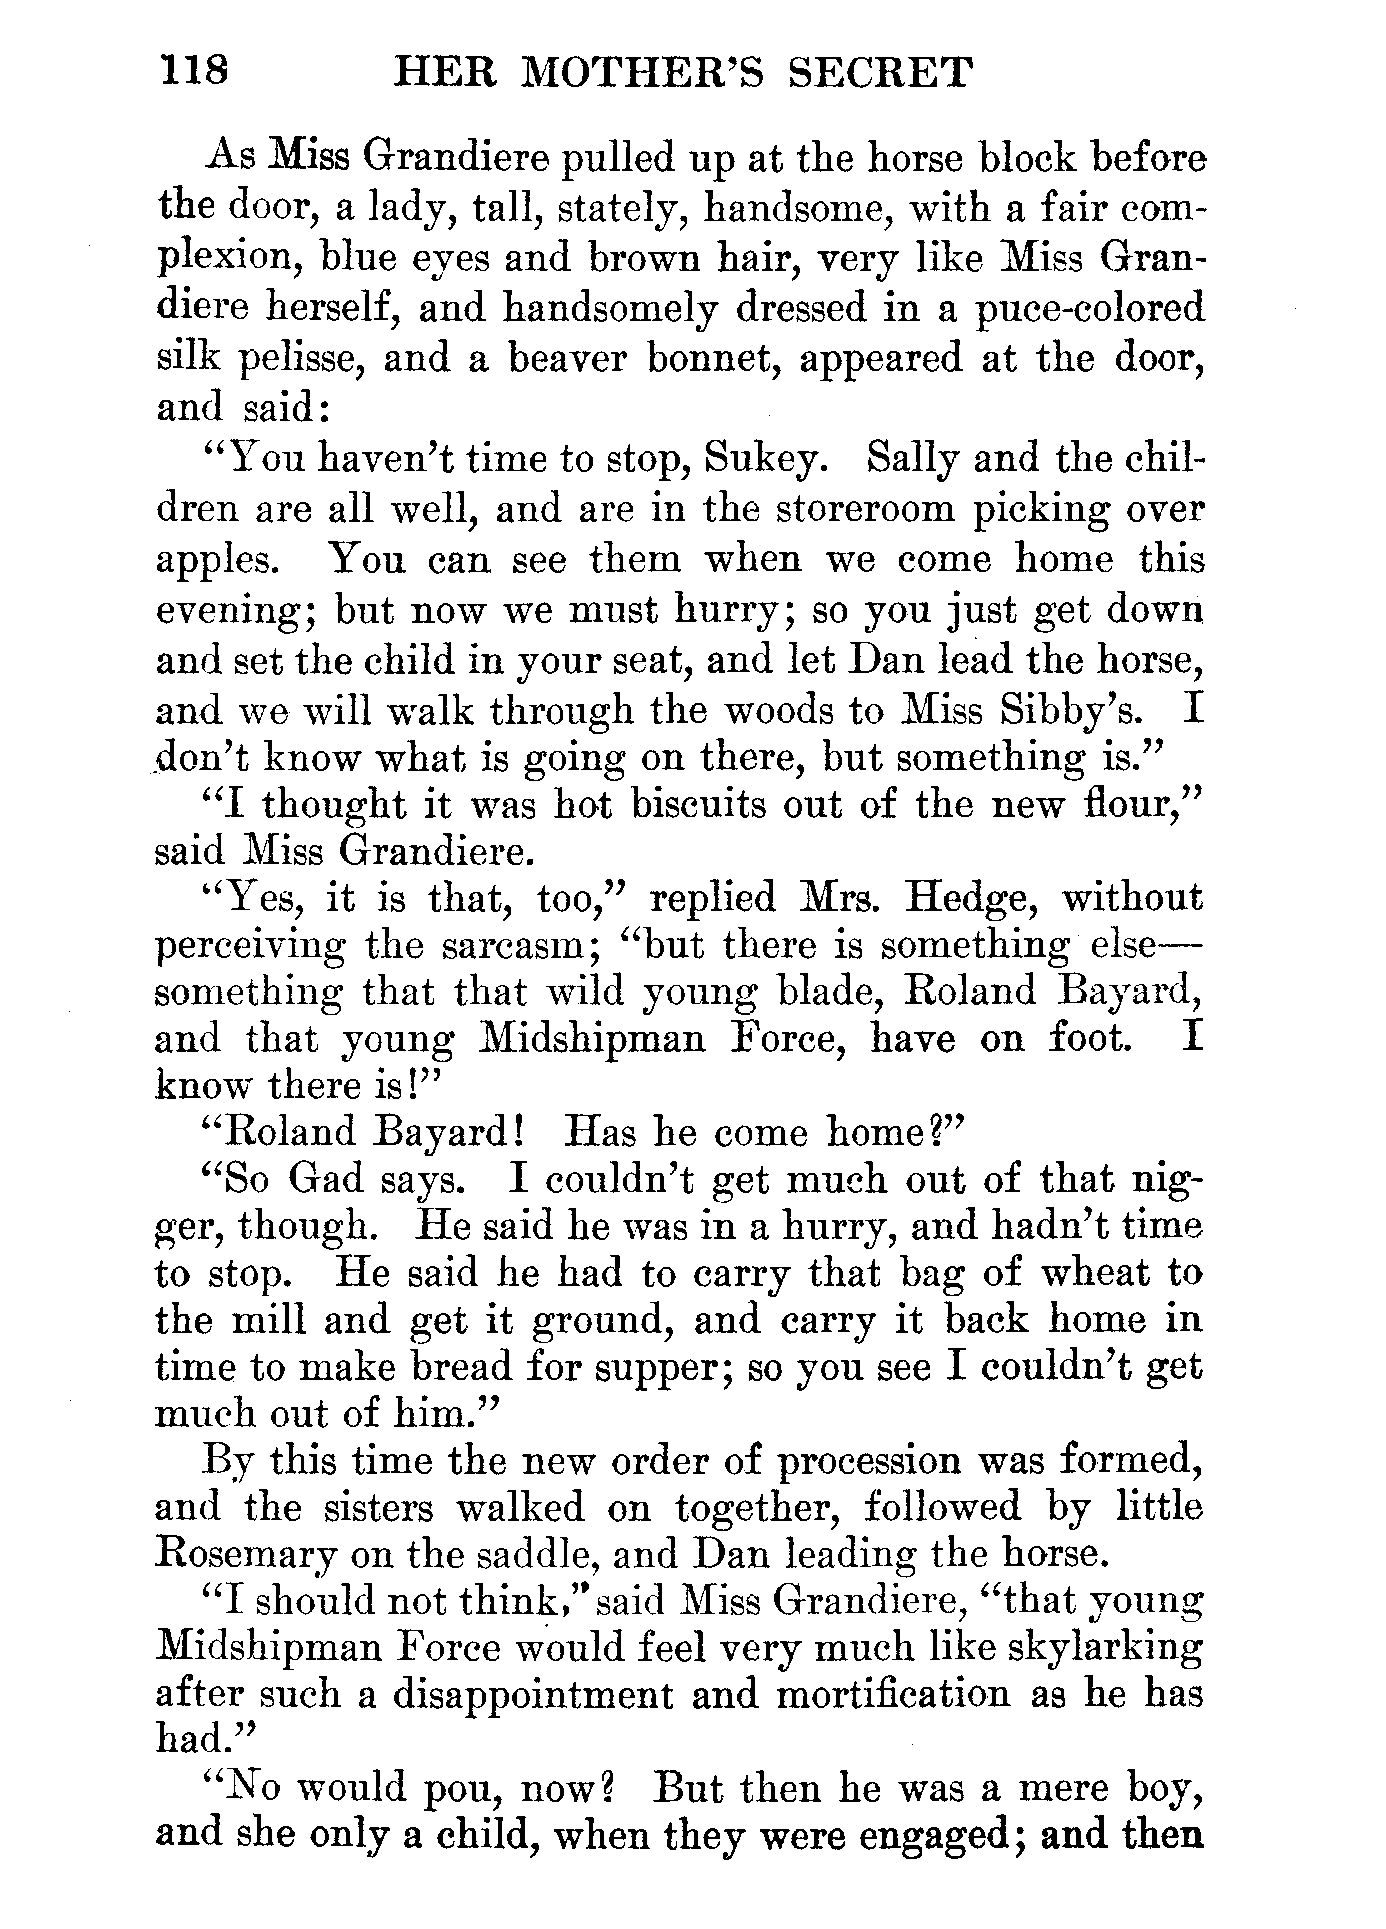 118 HER MOTHER'S SECRET
As Miss Grandiere pulled up at the horse block before
the door, a lady, tall, stately, handsome, with a fair com-
plexion, blue eyes and brown hair, very like Miss Gran-
diere herself, and handsomely dressed in a puce-colored
silk pelisse, and a beaver bonnet, appeared at the door,
and said:
"You haven't time to stop, Sukey. Sally and the chil-
dren are all well, and are in the storeroom picking over
apples. You can see them when we come home this
evening; but now we must hurry; so you just get down
and set the child in your seat, and let Dan lead the horse,
and we will walk through the woods to Miss Sibby's. I
don't know what is going on there, but something is."
"I thought it was hot biscuits out of the new flour,"
said Miss Grandiere.
"Yes, it is that, too," replied Mrs. Hedge, without
perceiving the sarcasm; "but there is something else—
something that that wild young blade, Roland Bayard,
and that young Midshipman Force, have on foot. I
know there is!"
"Roland Bayard! Has he come home?"
"So Gad says. I couldn't get much out of that nig-
ger, though. He said he was in a hurry, and hadn't time
to stop. He said he had to carry that bag of wheat to
the mill and get it ground, and carry it back home in
time to make bread for supper; so you see I couldn't get
much out of him."
By this time the new order of procession was formed,
and the sisters walked on together, followed by little
Rosemary on the saddle, and Dan leading the horse.
"I should not think," said Miss Grandiere, "that young
Midshipman Force would feel very much like skylarking
after such a disappointment and mortification as he has
had."
"No would pou, now? But then he was a mere boy,
and she only a child, when they were engaged; and then